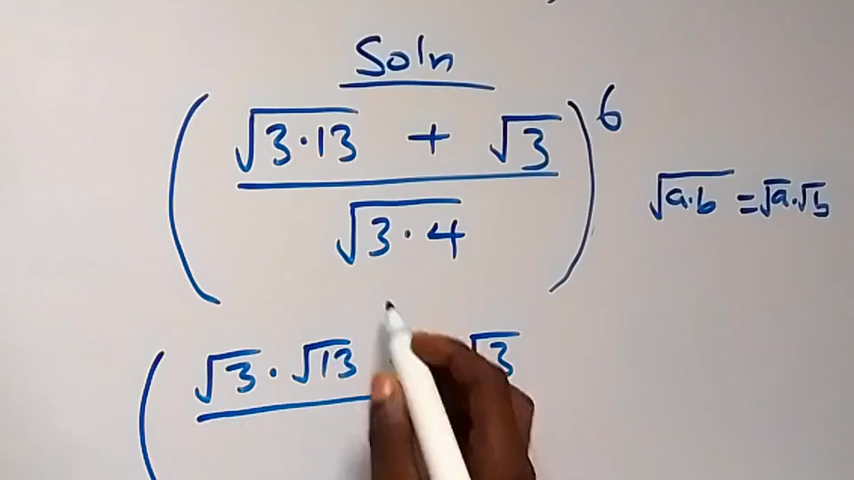 Soln
(√(3·13) + √3)/√(3·4))^6
√(a·b) = √a·√b
(√3·√13 √3